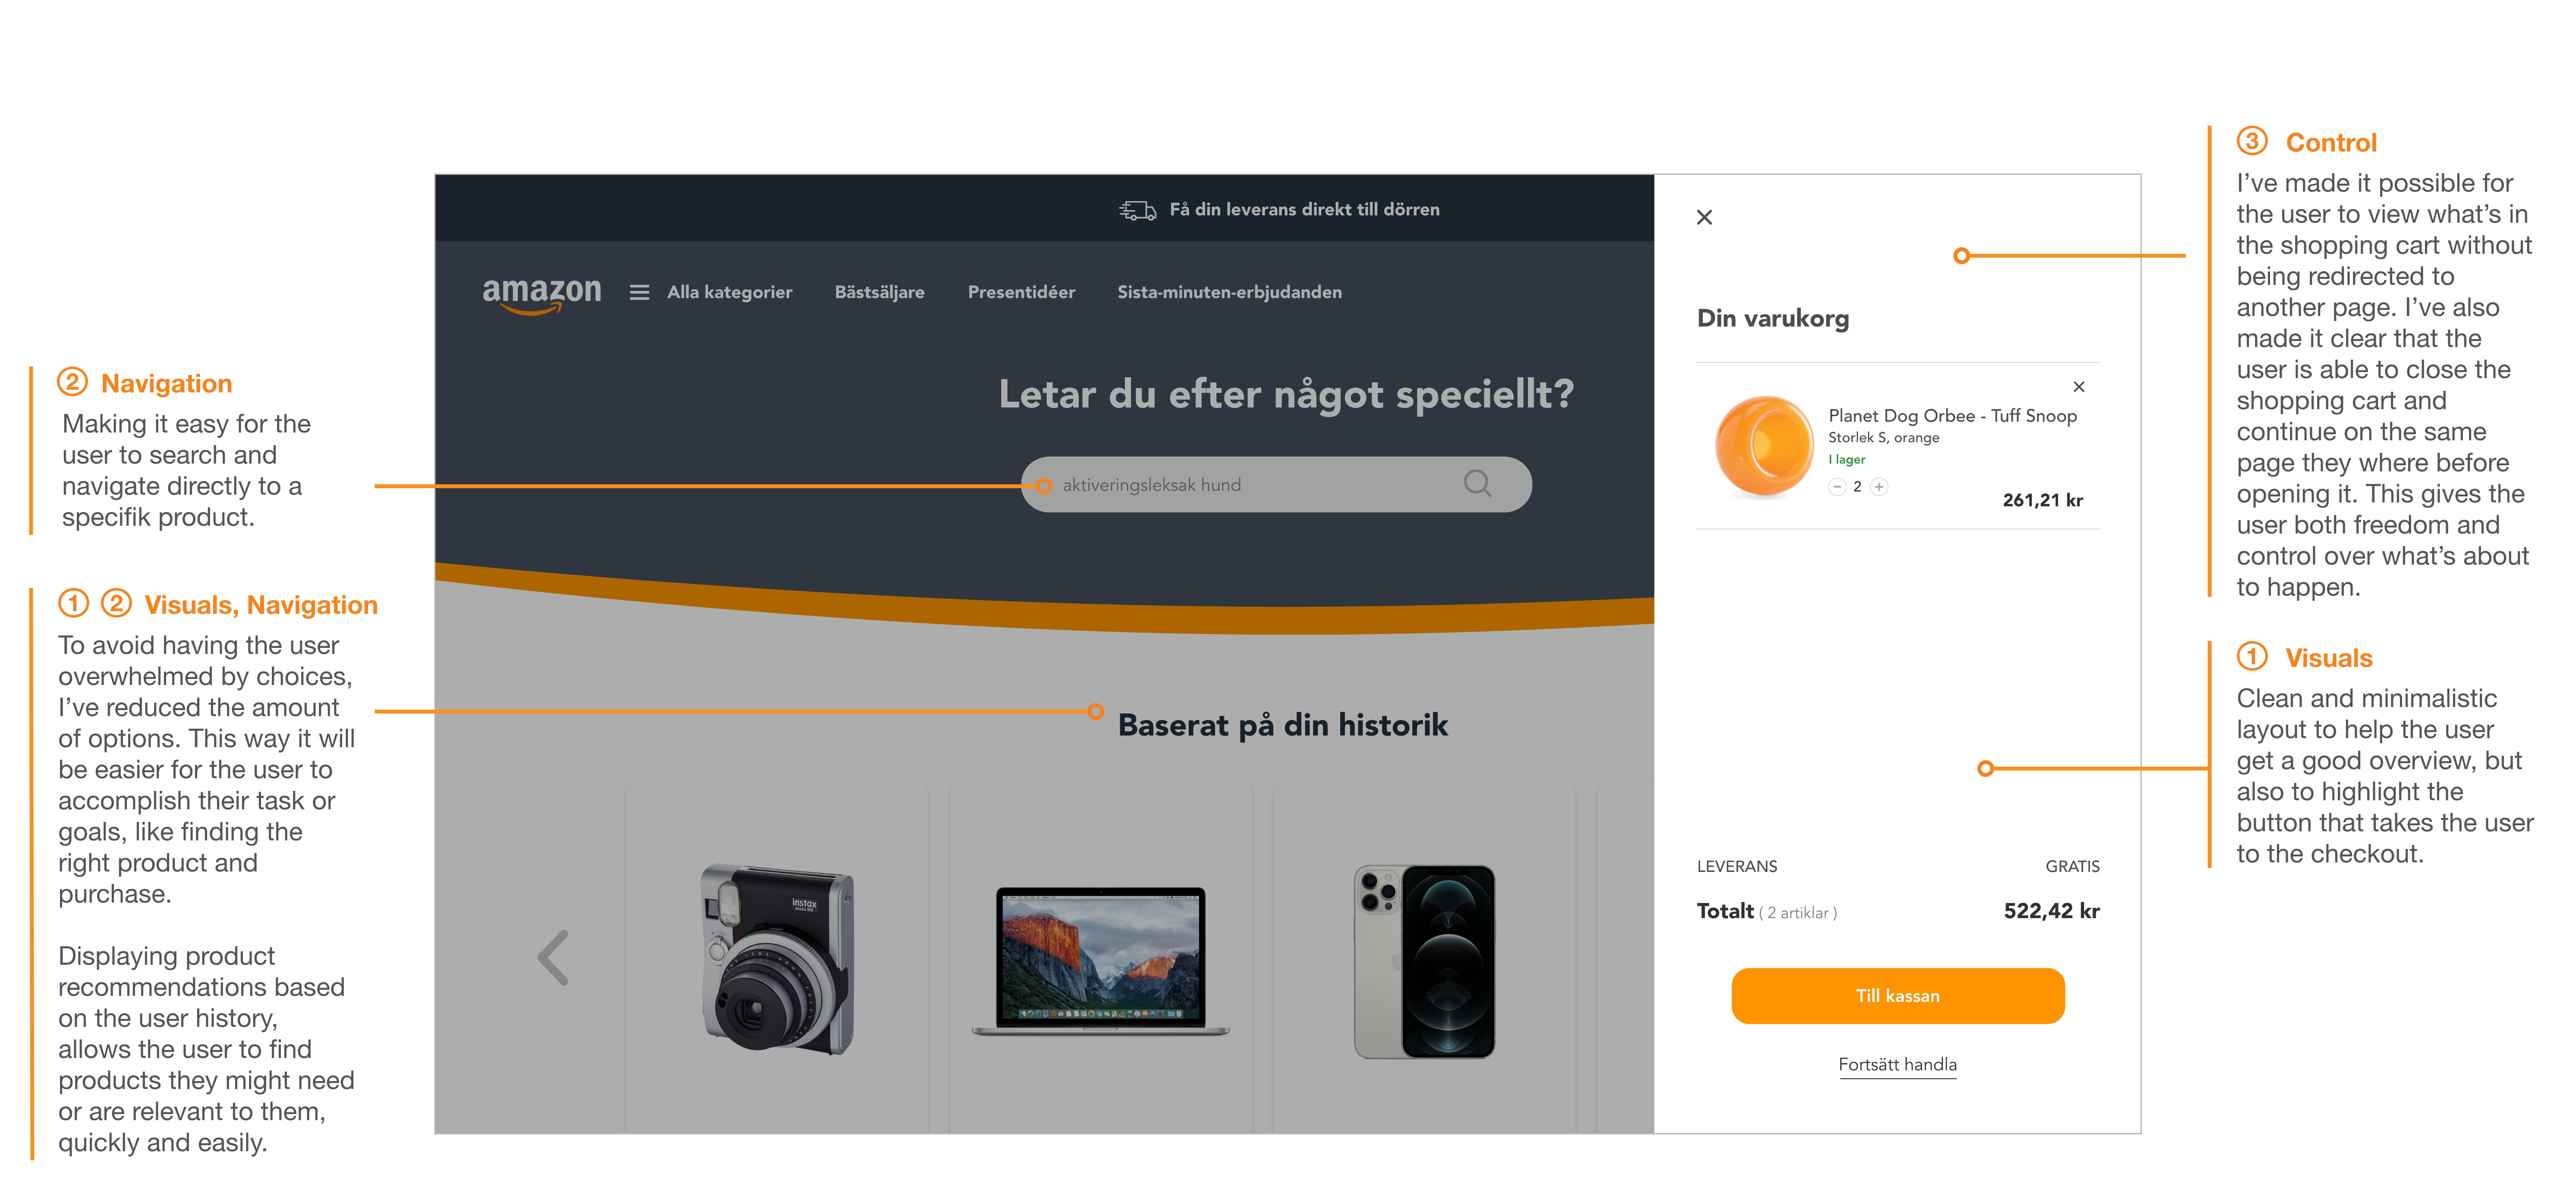 ② Navigation
Making it easy for the
user to search and
navigate directly to a
specifik product.
① ② Visuals, Navigation
To avoid having the user
overwhelmed by choices,
I've reduced the amount
of options. This way it will
be easier for the user to
accomplish their task or
goals, like finding the
right product and
purchase.
Displaying product
recommendations based
on the user history,
allows the user to find
products they might need
or are relevant to them,
quickly and easily.
Få din leverans direkt till dörren
amazon
Alla kategorier
Bästsäljare
Presentidéer
Sista-minuten-erbjudanden
Letar du efter något speciellt?
aktiveringsleksak hund
Baserat på din historik
instax
Din varukorg
Planet Dog Orbee - Tuff Snoop
Storlek S, orange
I lager
2
261,21 kr
LEVERANS GRATIS
Totalt ( 2 artiklar ) 522,42 kr
Till kassan
Fortsätt handla
③ Control
I've made it possible for
the user to view what's in
the shopping cart without
being redirected to
another page. I've also
made it clear that the
user is able to close the
shopping cart and
continue on the same
page they where before
opening it. This gives the
user both freedom and
control over what's about
to happen.
① Visuals
Clean and minimalistic
layout to help the user
get a good overview, but
also to highlight the
button that takes the user
to the checkout.